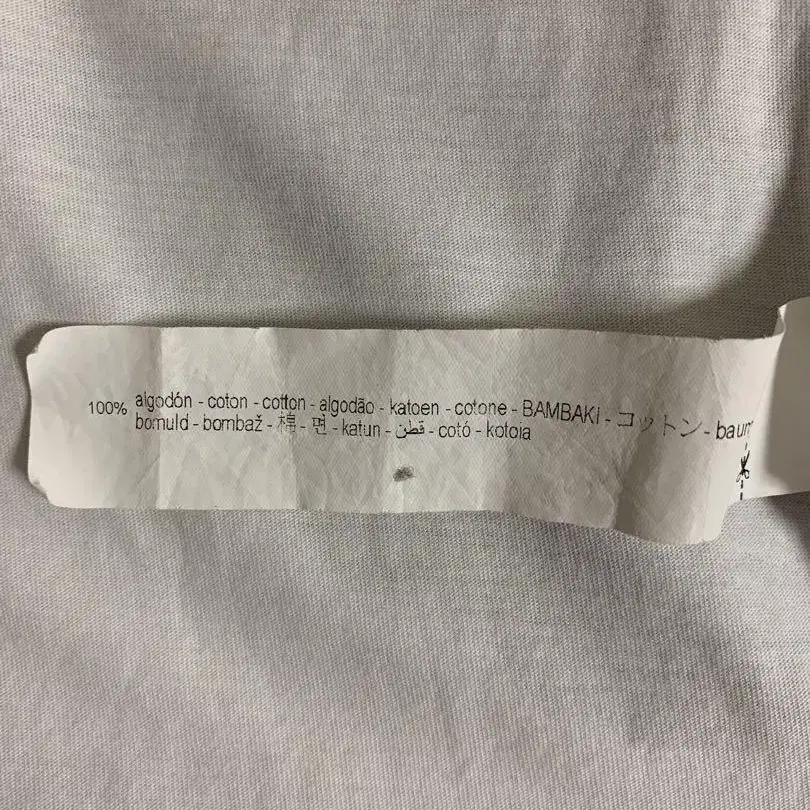 100% algodón - coton - cotton - algodão - katoen - cotone - BAMBAKI - コットン - baum
bomuld - bombaž - 棉 - 면 - katun - قطن - cotó - kotoia